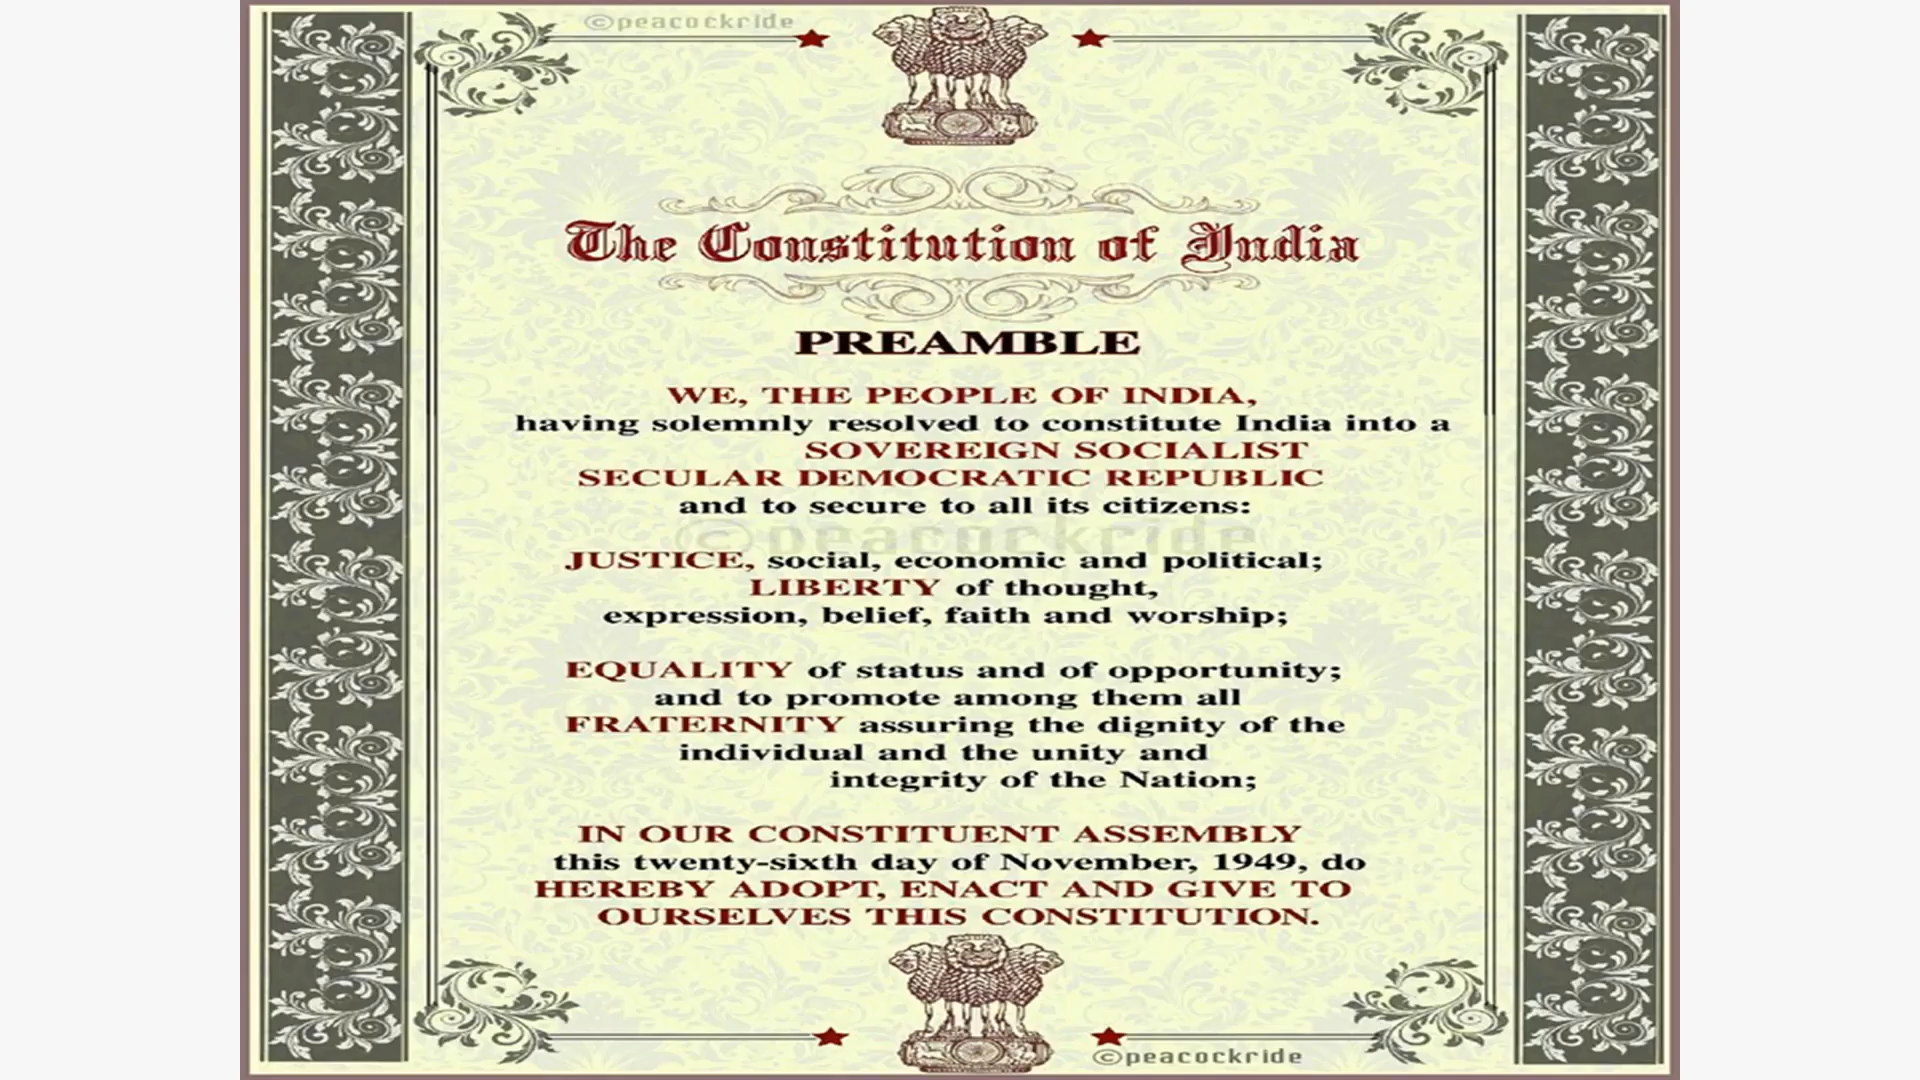 ©peacockride
The Constitution of India
PREAMBLE
WE, THE PEOPLE OF INDIA,
having solemnly resolved to constitute India into a
SOVEREIGN SOCIALIST
SECULAR DEMOCRATIC REPUBLIC
and to secure to all its citizens:
©peacockride
JUSTICE, social, economic and political;
LIBERTY of thought,
expression, belief, faith and worship;
EQUALITY of status and of opportunity;
and to promote among them all
FRATERNITY assuring the dignity of the
individual and the unity and
integrity of the Nation;
IN OUR CONSTITUENT ASSEMBLY
this twenty-sixth day of November, 1949, do
HEREBY ADOPT, ENACT AND GIVE TO
OURSELVES THIS CONSTITUTION.
©peacockride